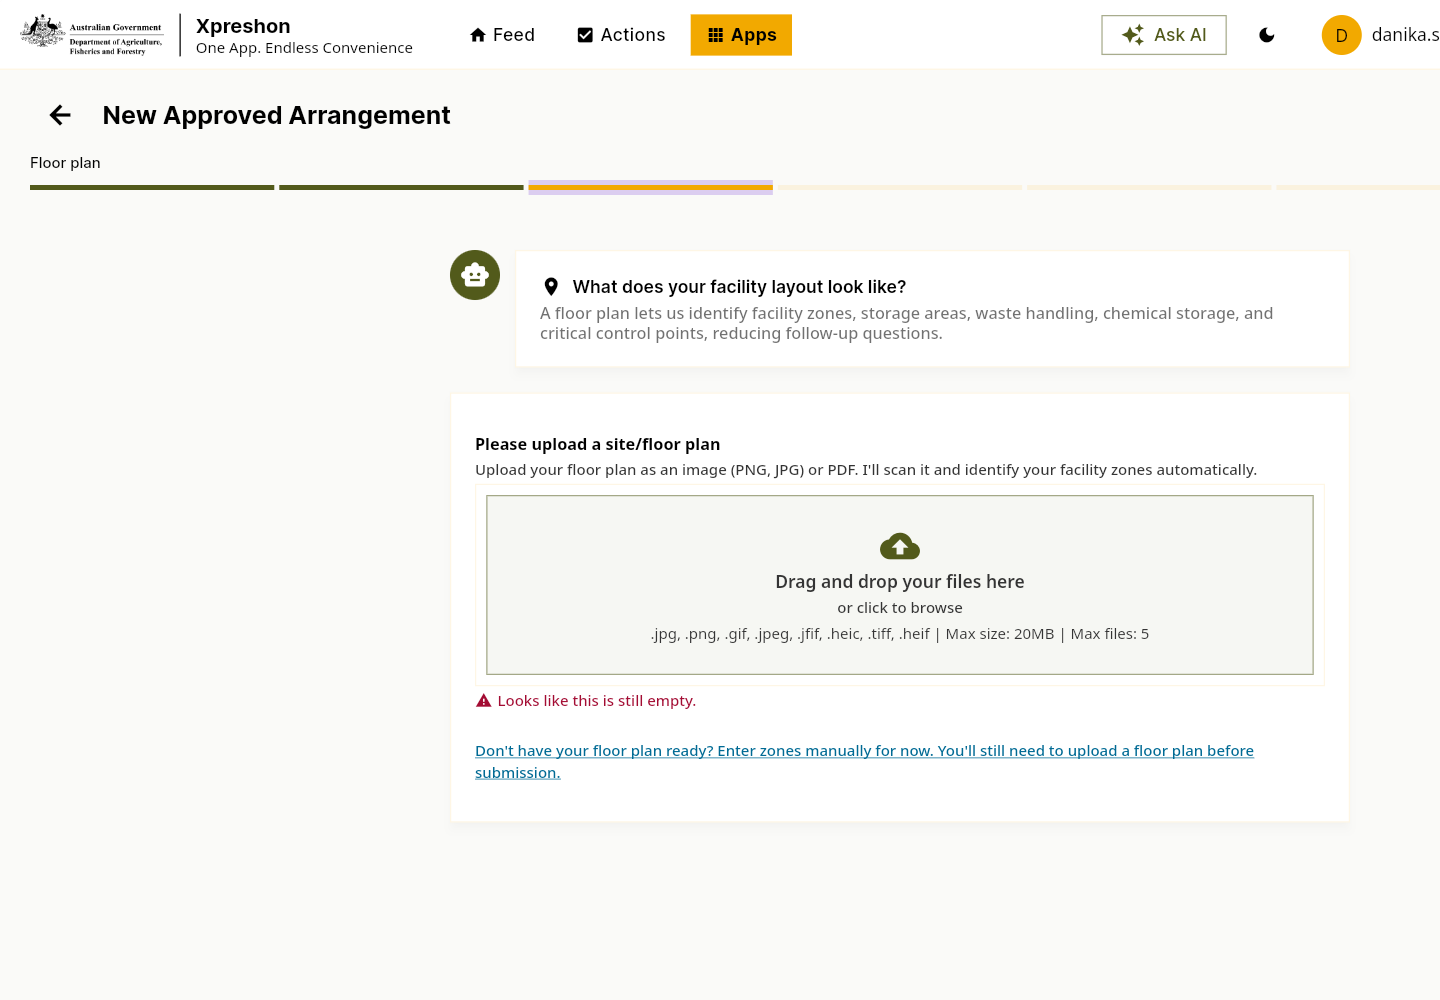 Australian Government
Department of Agriculture,
Fisheries and Forestry
Xpreshon
One App. Endless Convenience
Feed
Actions
Apps
Ask AI
D
danika.s
New Approved Arrangement
Floor plan
What does your facility layout look like?
A floor plan lets us identify facility zones, storage areas, waste handling, chemical storage, and
critical control points, reducing follow-up questions.
Please upload a site/floor plan
Upload your floor plan as an image (PNG, JPG) or PDF. I'll scan it and identify your facility zones automatically.
Drag and drop your files here
or click to browse
.jpg, .png, .gif, .jpeg, .jfif, .heic, .tiff, .heif | Max size: 20MB | Max files: 5
Looks like this is still empty.
Don't have your floor plan ready? Enter zones manually for now. You'll still need to upload a floor plan before
submission.